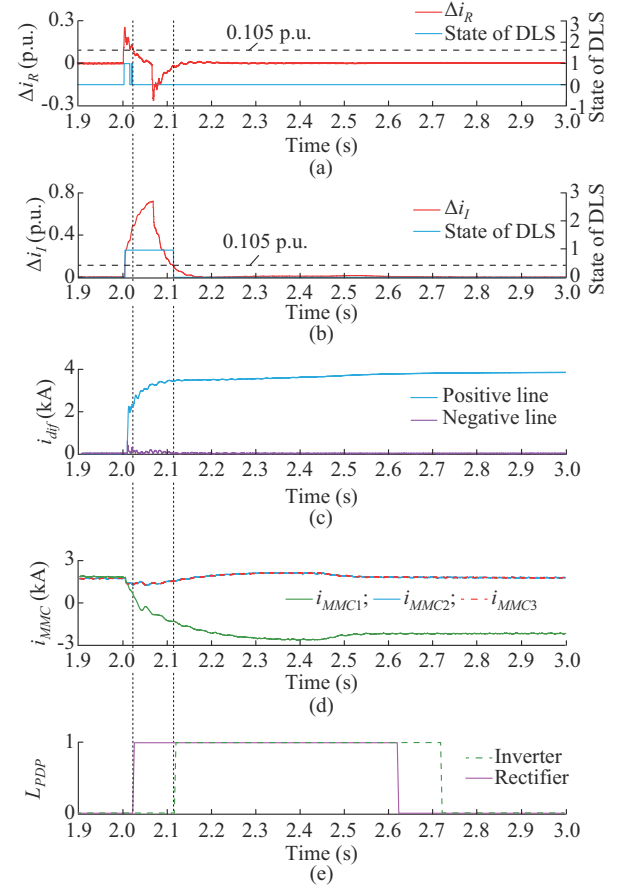 0.3
0
-0.3
Δi_R (p.u.)
0.105 p.u.
Δi_R
State of DLS
3
2
1
0
-1
State of DLS
1.9 2.0 2.1 2.2 2.3 2.4 2.5 2.6 2.7 2.8 2.9 3.0
Time (s)
(a)
0.8
0.4
0
Δi_I (p.u.)
0.105 p.u.
Δi_I
State of DLS
3
2
1
0
State of DLS
1.9 2.0 2.1 2.2 2.3 2.4 2.5 2.6 2.7 2.8 2.9 3.0
Time (s)
(b)
4
2
0
i_dif (kA)
Positive line
Negative line
1.9 2.0 2.1 2.2 2.3 2.4 2.5 2.6 2.7 2.8 2.9 3.0
Time (s)
(c)
3
0
-3
i_MMC (kA)
i_MMC1; i_MMC2; i_MMC3
1.9 2.0 2.1 2.2 2.3 2.4 2.5 2.6 2.7 2.8 2.9 3.0
Time (s)
(d)
1
0
L_PDP
Inverter
Rectifier
1.9 2.0 2.1 2.2 2.3 2.4 2.5 2.6 2.7 2.8 2.9 3.0
Time (s)
(e)